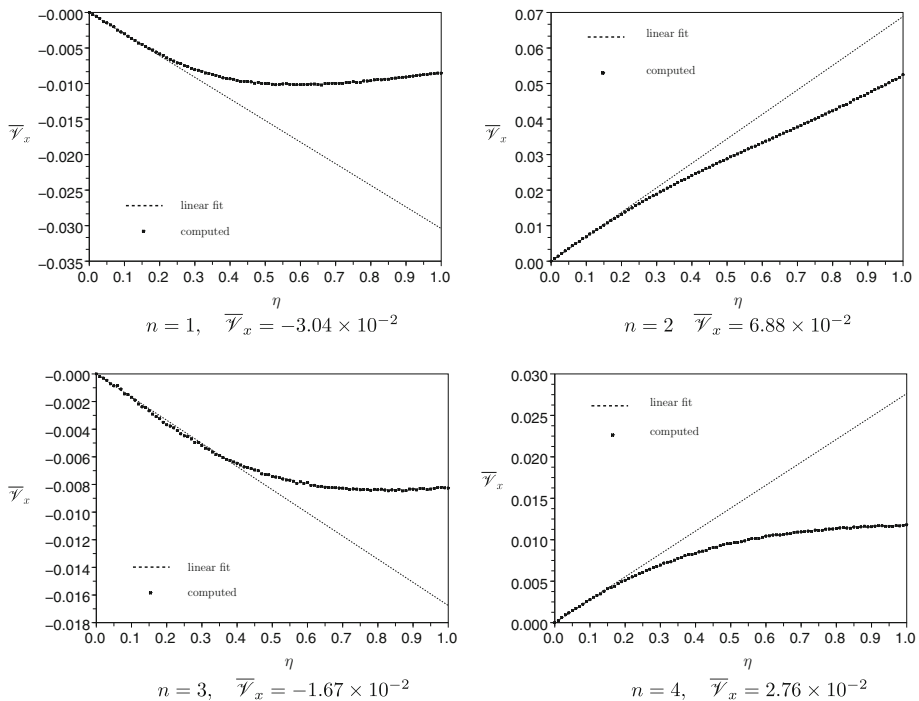 −0.000
−0.005
−0.010
−0.015
−0.020
−0.025
−0.030
−0.035
𝒱̅ₓ
linear fit
computed
0.0 0.1 0.2 0.3 0.4 0.5 0.6 0.7 0.8 0.9 1.0
η
n = 1, 𝒱̅ₓ = −3.04 × 10⁻²
0.07
0.06
0.05
0.04
0.03
0.02
0.01
0.00
𝒱̅ₓ
linear fit
computed
0.0 0.1 0.2 0.3 0.4 0.5 0.6 0.7 0.8 0.9 1.0
η
n = 2 𝒱̅ₓ = 6.88 × 10⁻²
−0.000
−0.002
−0.004
−0.006
−0.008
−0.010
−0.012
−0.014
−0.016
−0.018
𝒱̅ₓ
linear fit
computed
0.0 0.1 0.2 0.3 0.4 0.5 0.6 0.7 0.8 0.9 1.0
η
n = 3, 𝒱̅ₓ = −1.67 × 10⁻²
0.030
0.025
0.020
0.015
0.010
0.005
0.000
𝒱̅ₓ
linear fit
computed
0.0 0.1 0.2 0.3 0.4 0.5 0.6 0.7 0.8 0.9 1.0
η
n = 4, 𝒱̅ₓ = 2.76 × 10⁻²